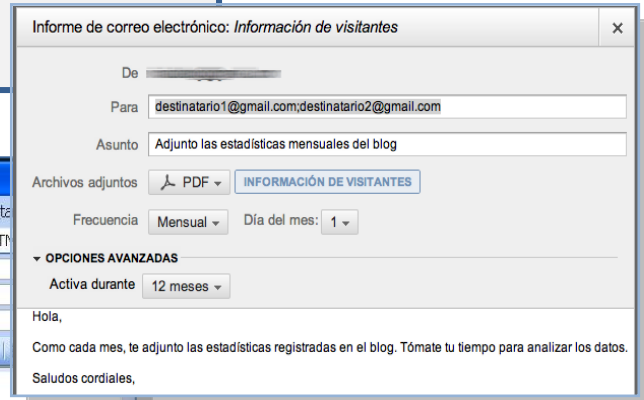 Informe de correo electrónico: Información de visitantes ×
De
Para destinatario1@gmail.com;destinatario2@gmail.com
Asunto Adjunto las estadísticas mensuales del blog
Archivos adjuntos PDF INFORMACIÓN DE VISITANTES
Frecuencia Mensual Día del mes: 1
OPCIONES AVANZADAS
Activa durante 12 meses
Hola,
Como cada mes, te adjunto las estadísticas registradas en el blog. Tómate tu tiempo para analizar los datos.
Saludos cordiales,